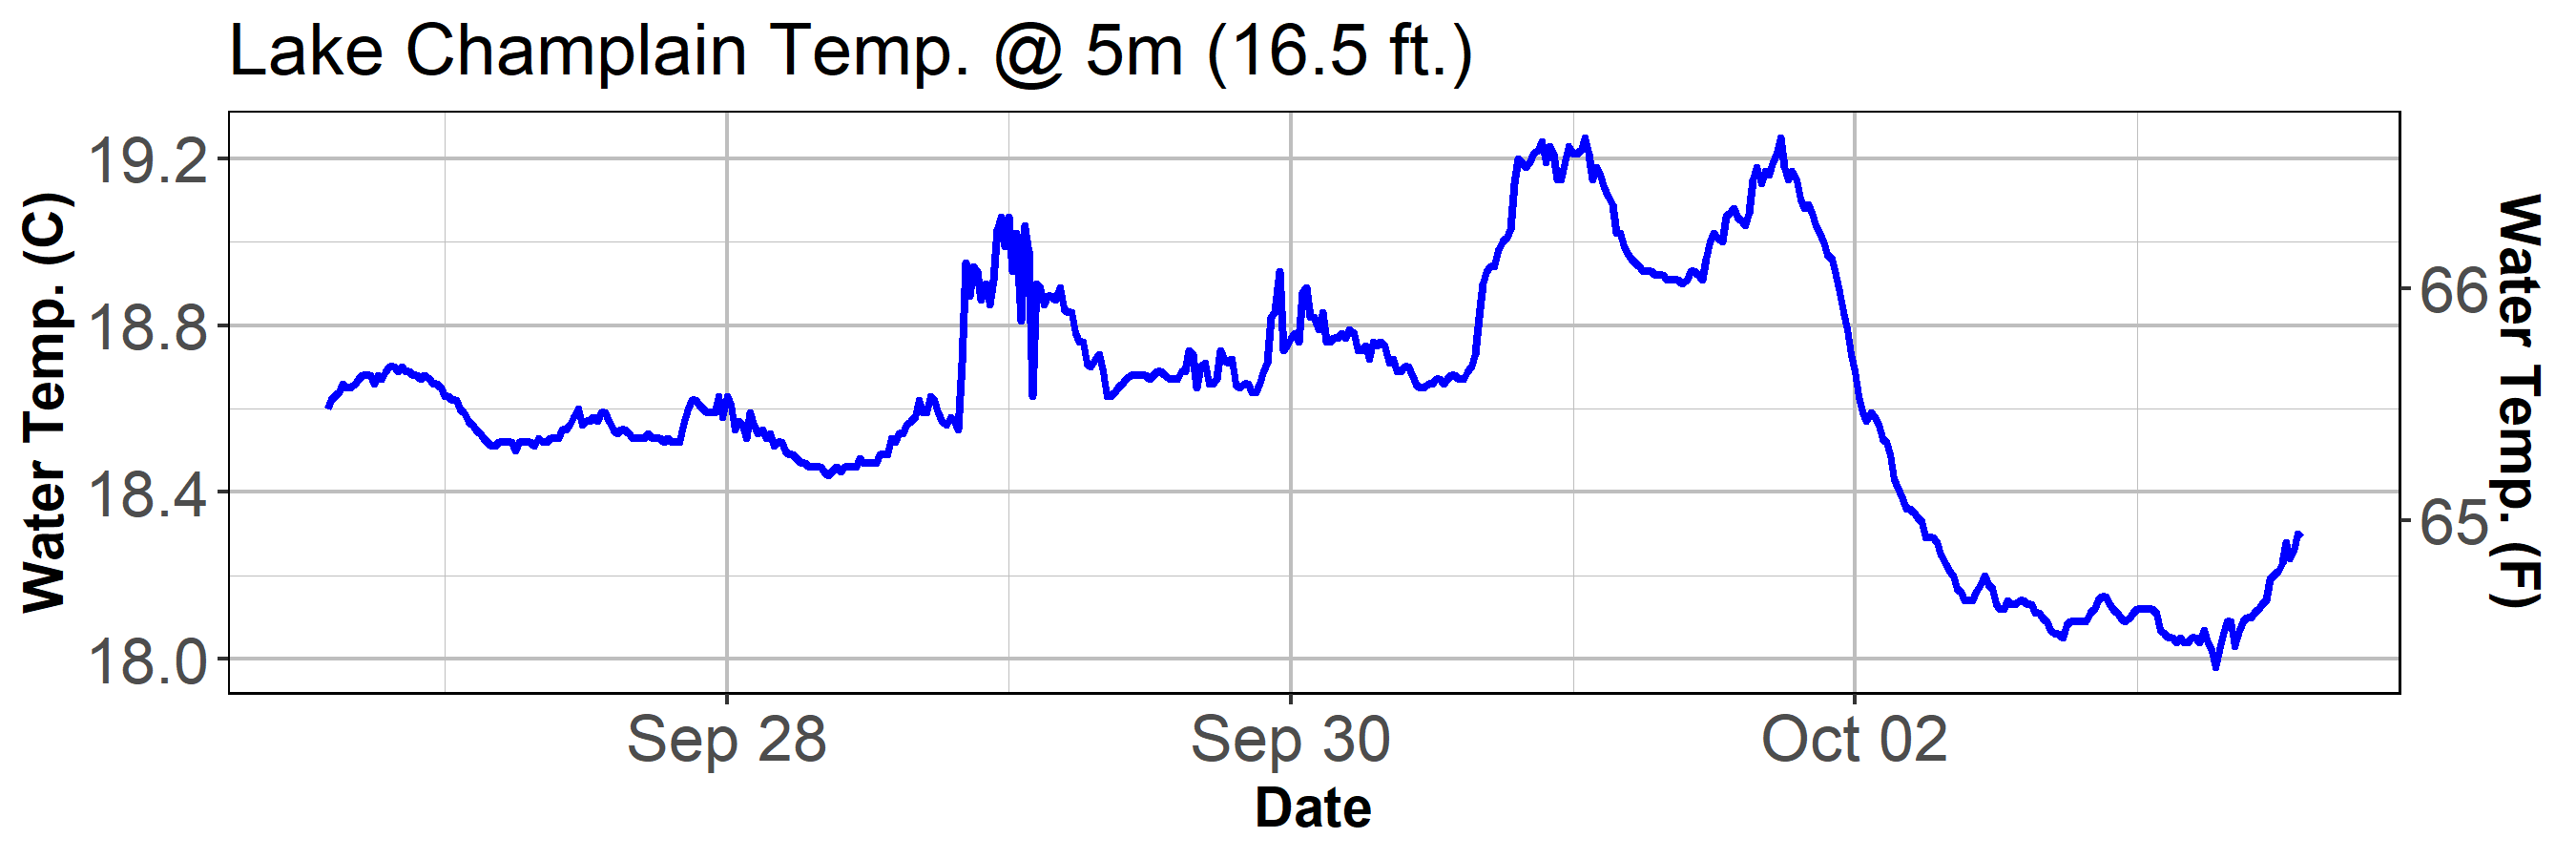 Lake Champlain Temp. @ 5m (16.5 ft.)
Water Temp. (C)
19.2
18.8
18.4
18.0
66
65
Water Temp. (F)
Sep 28
Sep 30
Oct 02
Date